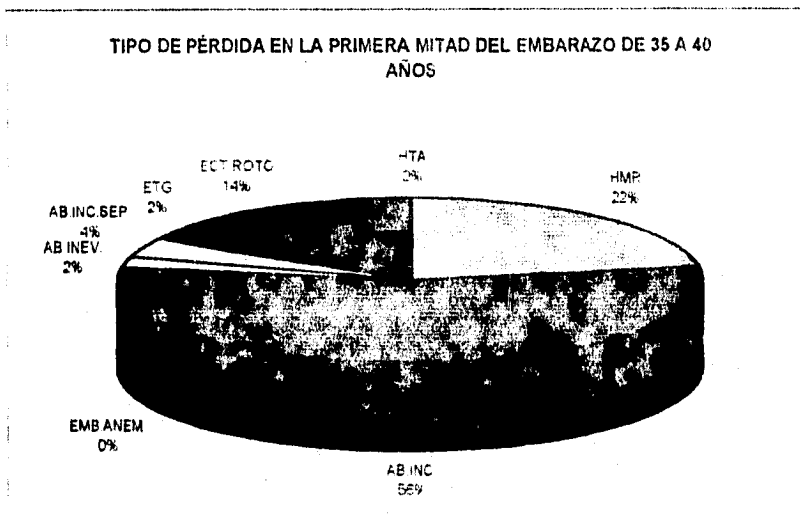 TIPO DE PÉRDIDA EN LA PRIMERA MITAD DEL EMBARAZO DE 35 A 40
AÑOS
HTA
0%
HMR
22%
ECT.ROTO
14%
ETG
2%
AB.INC.SEP
4%
AB INEV.
2%
EMB.ANEM
0%
AB.INC
56%